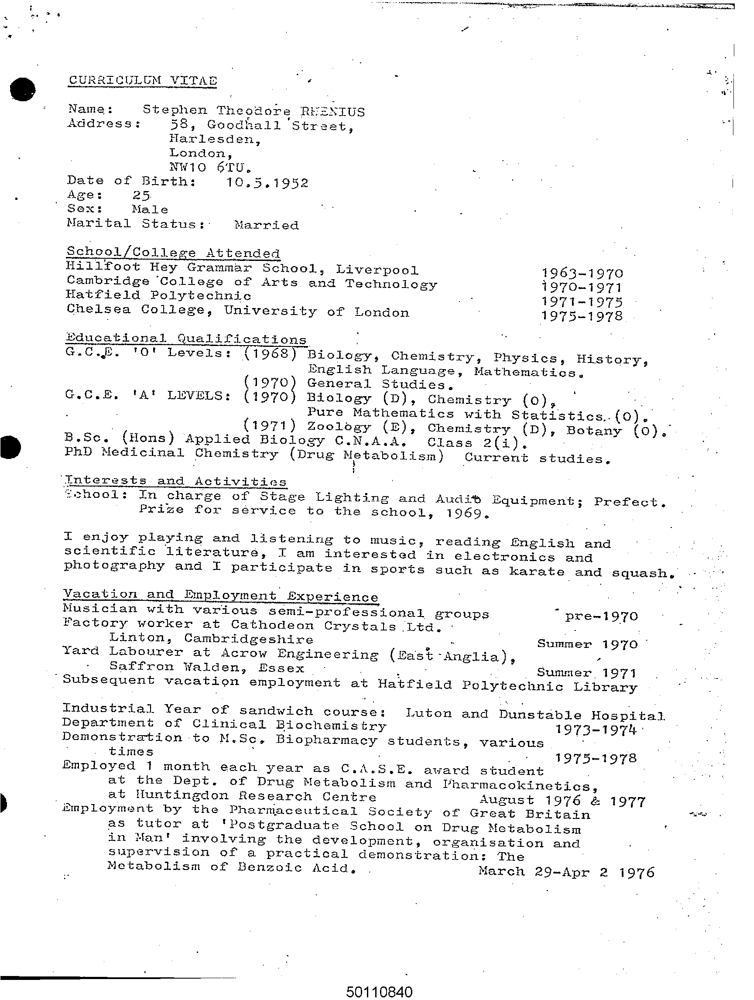 CURRICULUM VITAE
Name: Stephen Theodore RHENIUS
Address: 58, Goodhall Street,
Harlesden,
London,
NW10 6TU.
Date of Birth: 10.5.1952
Age: 25
Sex: Male
Marital Status: Married
School/College Attended
Hillfoot Hey Grammar School, Liverpool 1963-1970
Cambridge College of Arts and Technology 1970-1971
Hatfield Polytechnic 1971-1975
Chelsea College, University of London 1975-1978
Educational Qualifications
G.C.E. 'O' Levels: (1968) Biology, Chemistry, Physics, History,
English Language, Mathematics.
(1970) General Studies.
G.C.E. 'A' LEVELS: (1970) Biology (D), Chemistry (O),
Pure Mathematics with Statistics. (O).
(1971) Zoology (E), Chemistry (D), Botany (O).
B.Sc. (Hons) Applied Biology C.N.A.A. Class 2(i).
PhD Medicinal Chemistry (Drug Metabolism) Current studies.
Interests and Activities
School: In charge of Stage Lighting and Audit Equipment; Prefect.
Prize for service to the school, 1969.
I enjoy playing and listening to music, reading English and
scientific literature, I am interested in electronics and
photography and I participate in sports such as karate and squash.
Vacation and Employment Experience
Musician with various semi-professional groups pre-1970
Factory worker at Cathodeon Crystals Ltd.
Linton, Cambridgeshire Summer 1970
Yard Labourer at Acrow Engineering (East Anglia),
Saffron Walden, Essex Summer 1971
Subsequent vacation employment at Hatfield Polytechnic Library
Industrial Year of sandwich course: Luton and Dunstable Hospital
Department of Clinical Biochemistry 1973-1974
Demonstration to M.Sc. Biopharmacy students, various
times 1975-1978
Employed 1 month each year as C.A.S.E. award student
at the Dept. of Drug Metabolism and Pharmacokinetics,
at Huntingdon Research Centre August 1976 & 1977
Employment by the Pharmaceutical Society of Great Britain
as tutor at 'Postgraduate School on Drug Metabolism
in Man' involving the development, organisation and
supervision of a practical demonstration: The
Metabolism of Benzoic Acid. March 29-Apr 2 1976
50110840